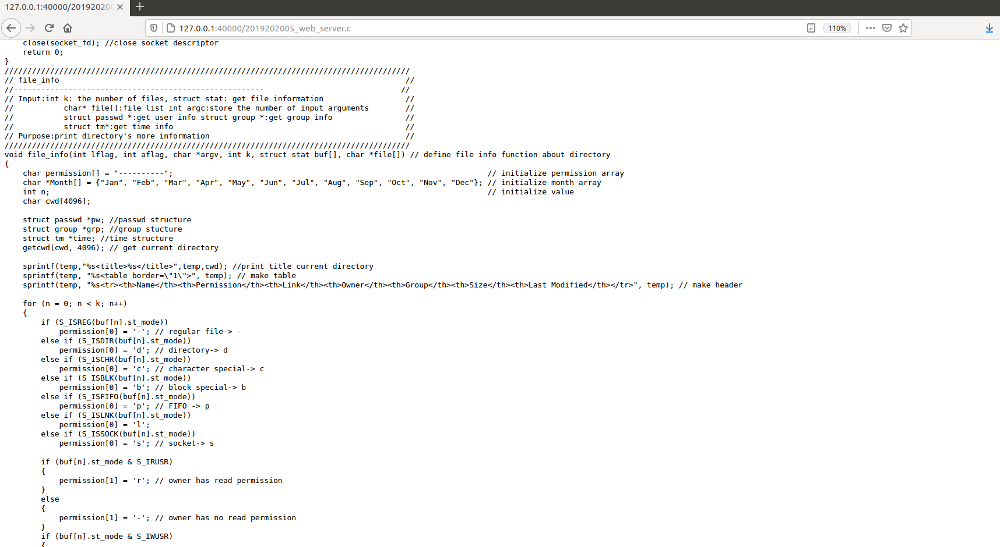 127.0.0.1:40000/201920200
127.0.0.1:40000/2019202005_web_server.c
110%
    close(socket_fd); //close socket descriptor
    return 0;
}
/////////////////////////////////////////////////////////////////////////////////////////
// file_info                                                                            //
//-------------------------------------------------------                              //
// Input:int k: the number of files, struct stat: get file information                  //
//           char* file[]:file list int argc:store the number of input arguments        //
//           struct passwd *:get user info struct group *:get group info                //
//           struct tm*:get time info                                                   //
// Purpose:print directory's more information                                           //
/////////////////////////////////////////////////////////////////////////////////////////
void file_info(int lflag, int aflag, char *argv, int k, struct stat buf[], char *file[]) // define file info function about directory
{
    char permission[] = "----------";                                                                     // initialize permission array
    char *Month[] = {"Jan", "Feb", "Mar", "Apr", "May", "Jun", "Jul", "Aug", "Sep", "Oct", "Nov", "Dec"}; // initialize month array
    int n;                                                                                                // initialize value
    char cwd[4096];

    struct passwd *pw; //passwd structure
    struct group *grp; //group stucture
    struct tm *time; //time structure
    getcwd(cwd, 4096); // get current directory

    sprintf(temp,"%s<title>%s</title>",temp,cwd); //print title current directory
    sprintf(temp, "%s<table border=\"1\">", temp); // make table
    sprintf(temp, "%s<tr><th>Name</th><th>Permission</th><th>Link</th><th>Owner</th><th>Group</th><th>Size</th><th>Last Modified</th></tr>", temp); // make header

    for (n = 0; n < k; n++)
    {
        if (S_ISREG(buf[n].st_mode))
            permission[0] = '-'; // regular file-> -
        else if (S_ISDIR(buf[n].st_mode))
            permission[0] = 'd'; // directory-> d
        else if (S_ISCHR(buf[n].st_mode))
            permission[0] = 'c'; // character special-> c
        else if (S_ISBLK(buf[n].st_mode))
            permission[0] = 'b'; // block special-> b
        else if (S_ISFIFO(buf[n].st_mode))
            permission[0] = 'p'; // FIFO -> p
        else if (S_ISLNK(buf[n].st_mode))
            permission[0] = 'l';
        else if (S_ISSOCK(buf[n].st_mode))
            permission[0] = 's'; // socket-> s

        if (buf[n].st_mode & S_IRUSR)
        {
            permission[1] = 'r'; // owner has read permission
        }
        else
        {
            permission[1] = '-'; // owner has no read permission
        }
        if (buf[n].st_mode & S_IWUSR)
        {